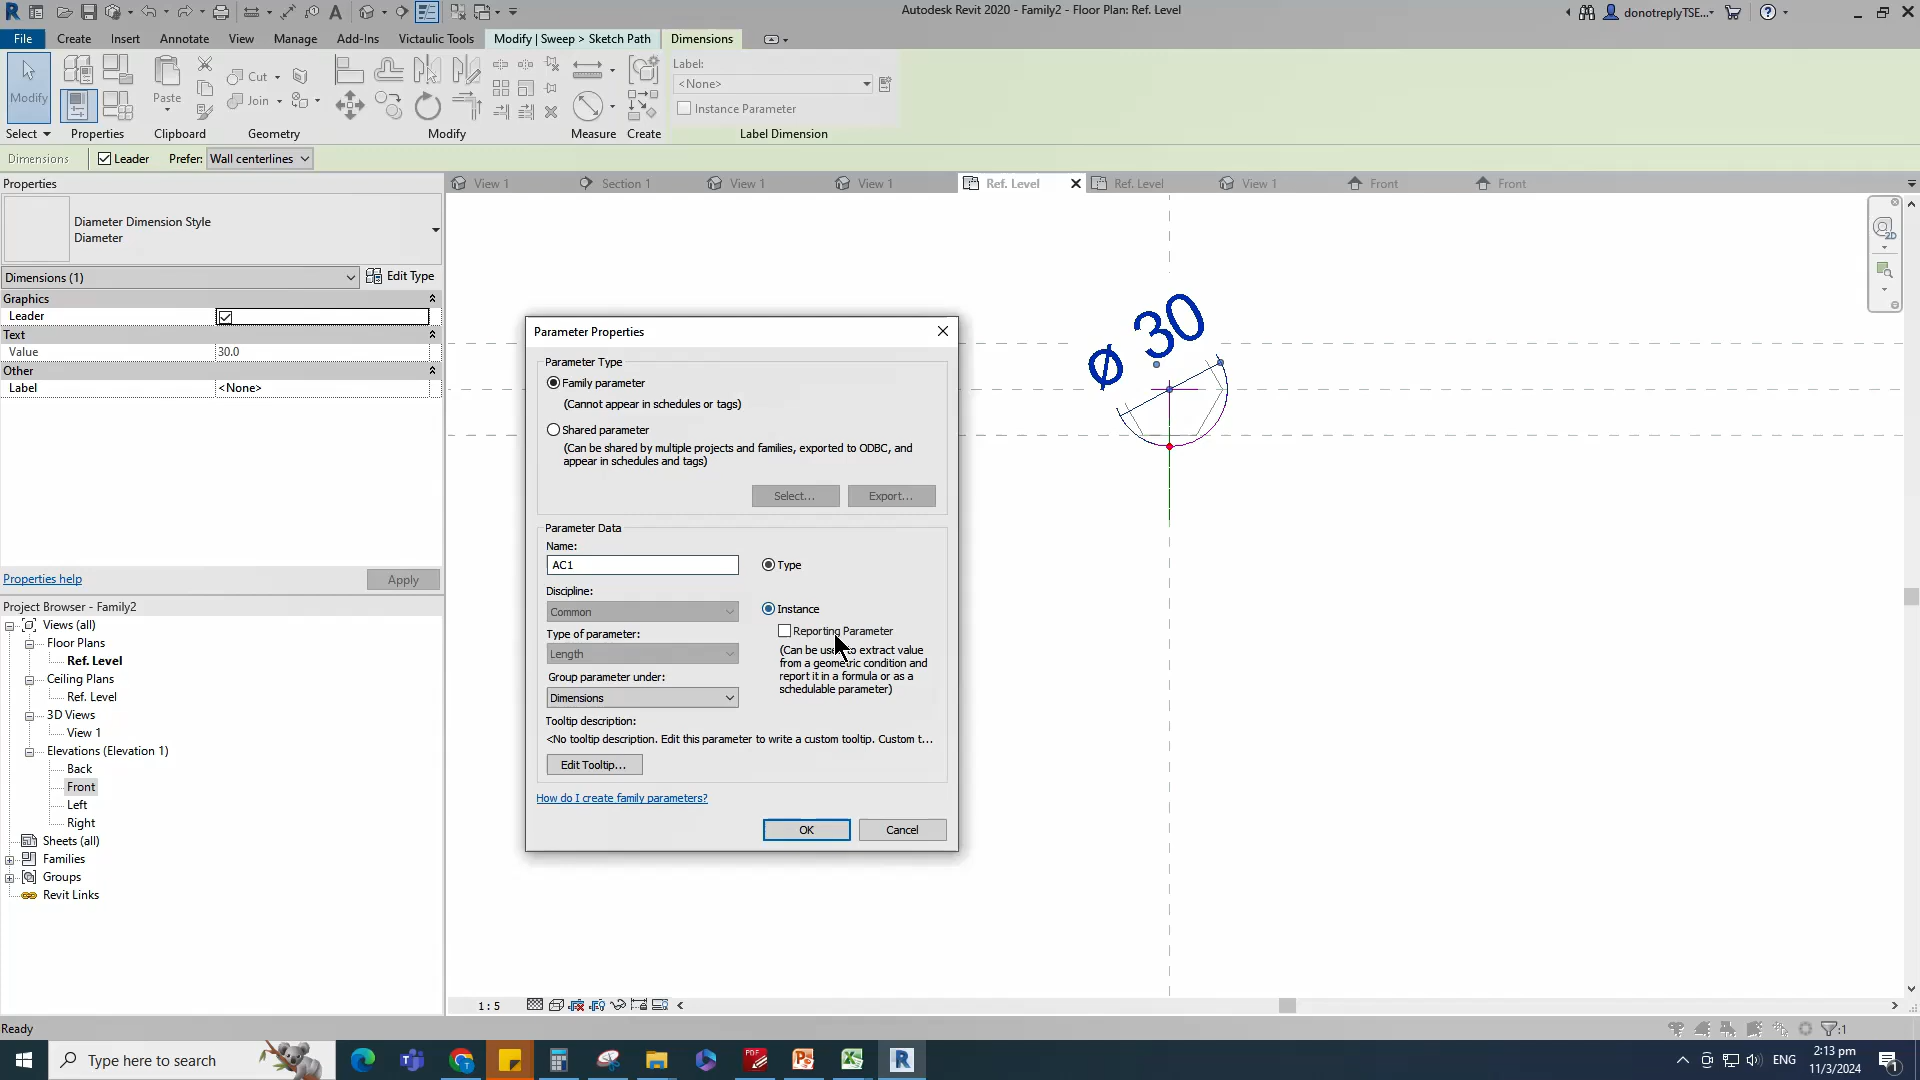 Autodesk Revit 2020 - Family2 - Floor Plan: Ref. Level
donotreplyTSE...
File
Create
Insert
Annotate
View
Manage
Add-Ins
Victaulic Tools
Modify | Sweep > Sketch Path
Dimensions
Modify
Paste
Cut
Join
Label:
<None>
Instance Parameter
Select
Properties
Clipboard
Geometry
Modify
Measure
Create
Label Dimension
Dimensions
Leader
Prefer:
Wall centerlines
Properties
Diameter Dimension Style
Diameter
Dimensions (1)
Edit Type
Graphics
Leader
Text
Value
30.0
Other
Label
<None>
Properties help
Apply
Project Browser - Family2
Views (all)
Floor Plans
Ref. Level
Ceiling Plans
Ref. Level
3D Views
View 1
Elevations (Elevation 1)
Back
Front
Left
Right
Sheets (all)
Families
Groups
Revit Links
View 1
Section 1
View 1
View 1
Ref. Level
Ref. Level
View 1
Front
Front
2D
ø 30
Parameter Properties
Parameter Type
Family parameter
(Cannot appear in schedules or tags)
Shared parameter
(Can be shared by multiple projects and families, exported to ODBC, and
appear in schedules and tags)
Select...
Export...
Parameter Data
Name:
AC1
Type
Discipline:
Common
Instance
Type of parameter:
Reporting Parameter
Length
(Can be used to extract value
from a geometric condition and
report it in a formula or as a
schedulable parameter)
Group parameter under:
Dimensions
Tooltip description:
<No tooltip description. Edit this parameter to write a custom tooltip. Custom t...
Edit Tooltip...
How do I create family parameters?
OK
Cancel
1 : 5
Ready
:1
Type here to search
PDF
ENG
2:13 pm
11/3/2024
1